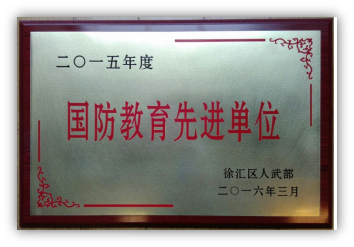 二〇一五年度
国防教育先进单位
徐汇区人武部
二〇一六年三月